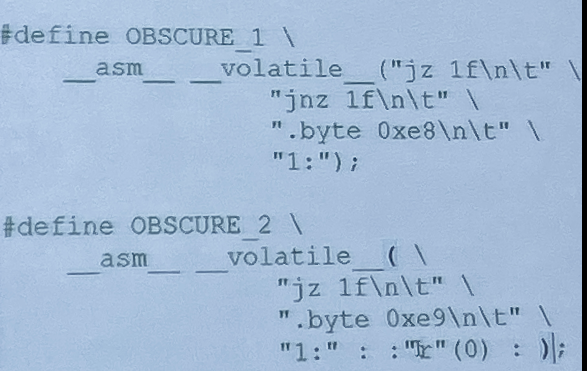 #define OBSCURE_1 \
__asm__ __volatile__("jz 1f\n\t" \
"jnz 1f\n\t" \
".byte 0xe8\n\t" \
"1:");
#define OBSCURE_2 \
__asm__ __volatile__( \
"jz 1f\n\t" \
".byte 0xe9\n\t" \
"1:" : :"r"(0) : );